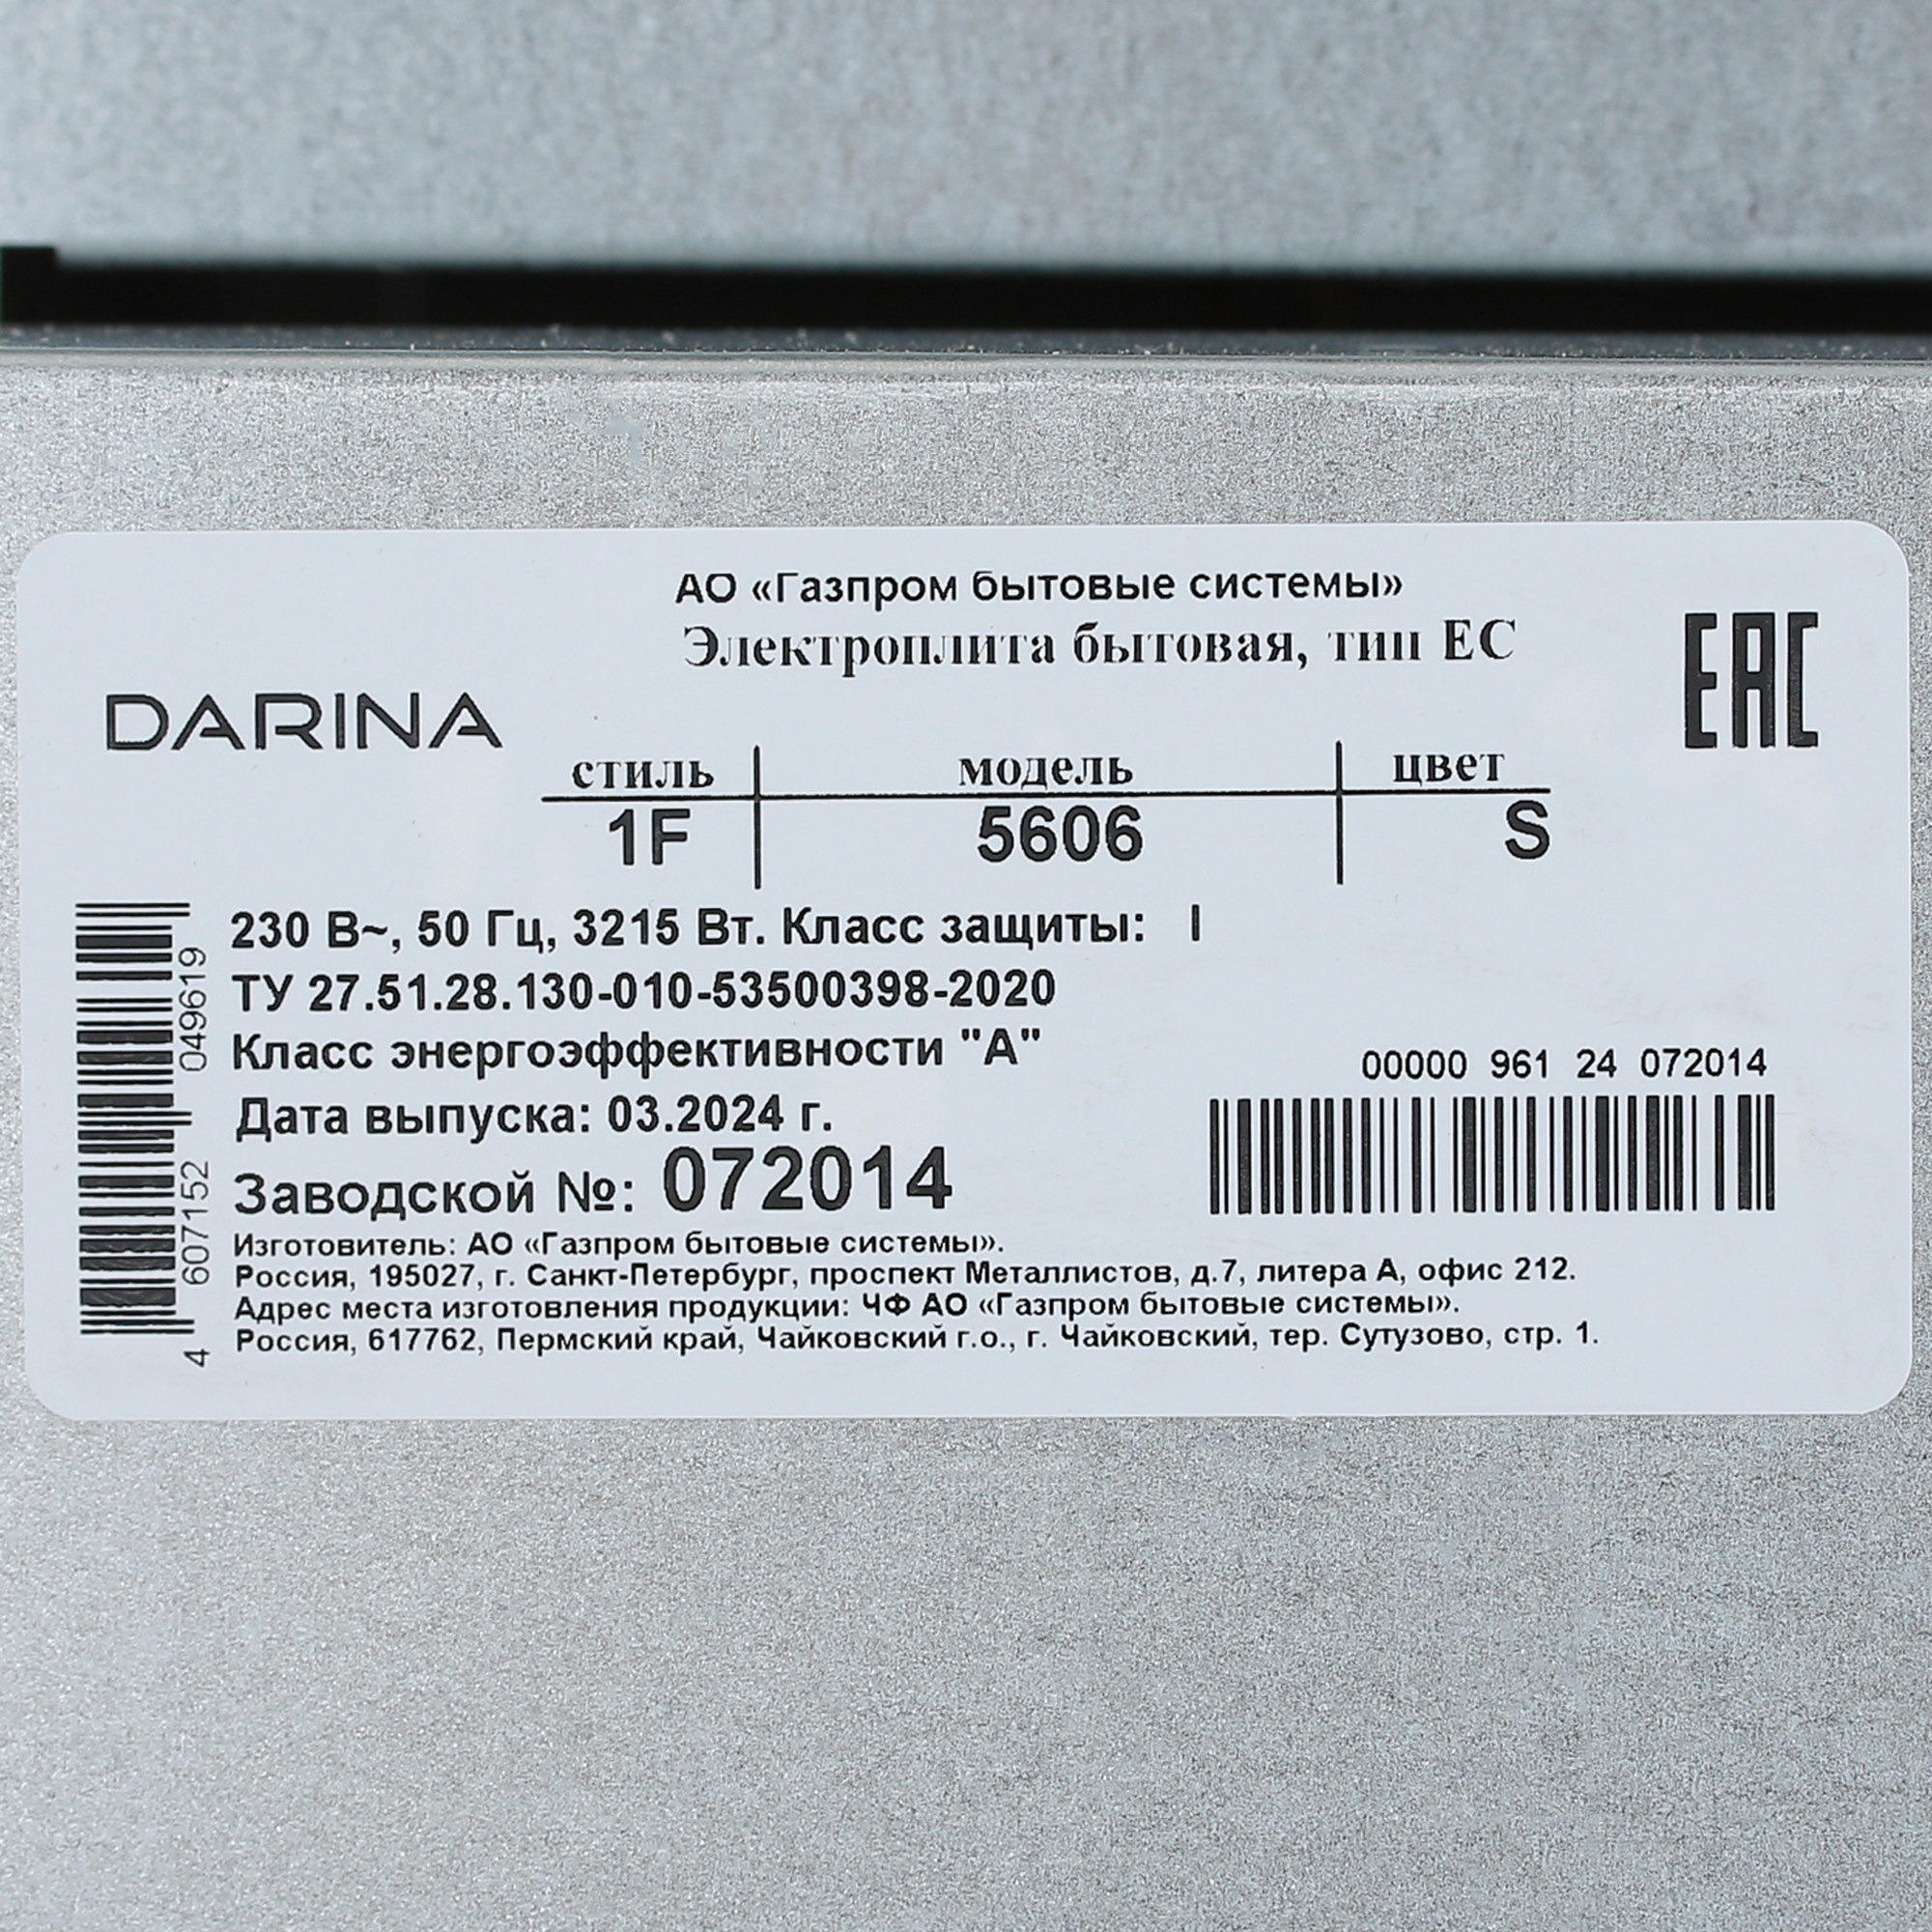 АО «Газпром бытовые системы»
Электроплита бытовая, тип ЕС
EAC
DARINA
стиль модель цвет
1F 5606 S
230 В~, 50 Гц, 3215 Вт. Класс защиты: I
ТУ 27.51.28.130-010-53500398-2020
Класс энергоэффективности "А"
Дата выпуска: 03.2024 г.
Заводской №: 072014
00000 961 24 072014
Изготовитель: АО «Газпром бытовые системы».
Россия, 195027, г. Санкт-Петербург, проспект Металлистов, д.7, литера А, офис 212.
Адрес места изготовления продукции: ЧФ АО «Газпром бытовые системы».
Россия, 617762, Пермский край, Чайковский г.о., г. Чайковский, тер. Сутузово, стр. 1.
4 607152 049619